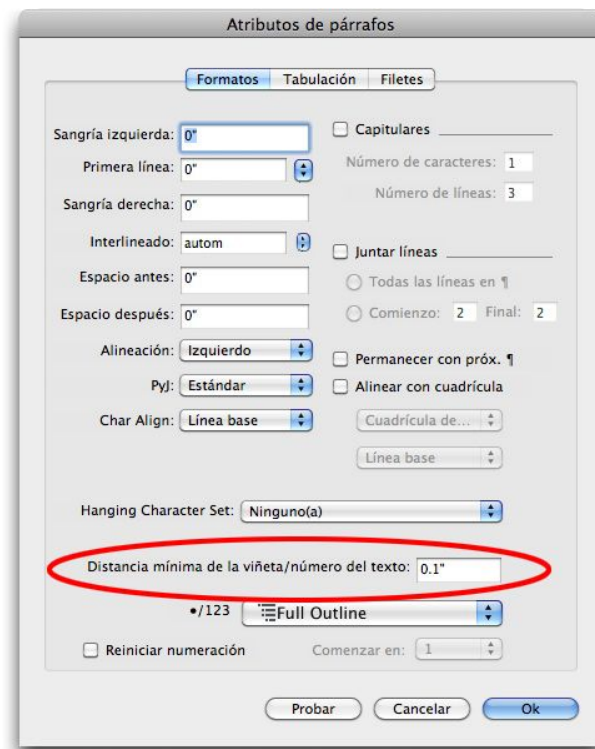 Atributos de párrafos
Formatos Tabulación Filetes
Sangría izquierda: 0"
Primera línea: 0"
Sangría derecha: 0"
Interlineado: autom
Espacio antes: 0"
Espacio después: 0"
Alineación: Izquierdo
PyJ: Estándar
Char Align: Línea base
Capitulares
Número de caracteres: 1
Número de líneas: 3
Juntar líneas
Todas las líneas en ¶
Comienzo: 2 Final: 2
Permanecer con próx. ¶
Alinear con cuadrícula
Cuadrícula de...
Línea base
Hanging Character Set: Ninguno(a)
Distancia mínima de la viñeta/número del texto: 0.1"
•/123 Full Outline
Reiniciar numeración Comenzar en: 1
Probar Cancelar Ok